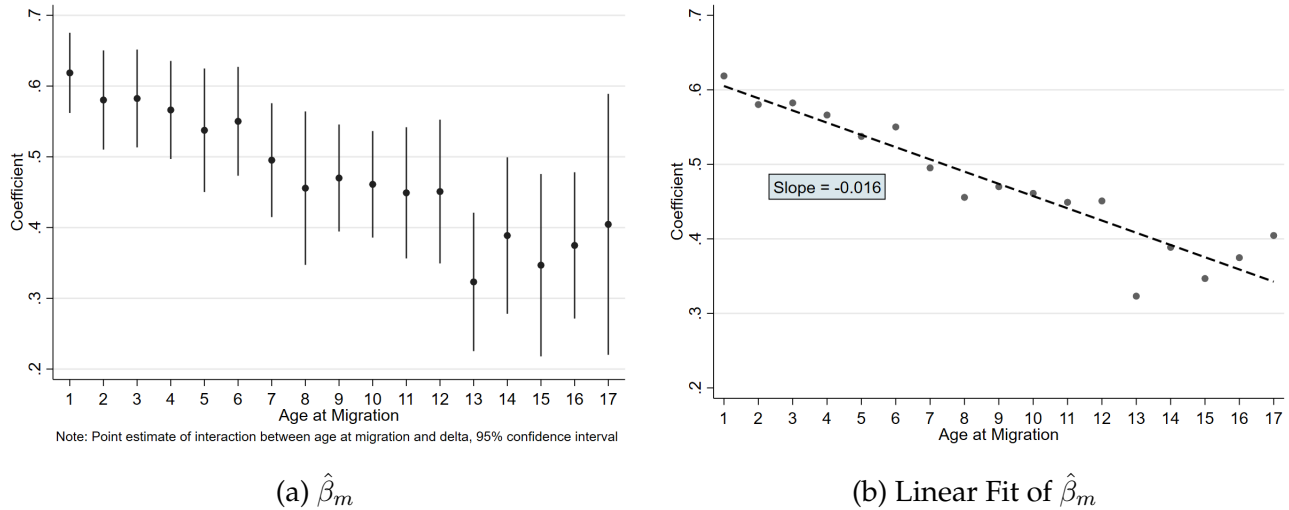 .7
.6
.5
.4
.3
.2
Coefficient
1 2 3 4 5 6 7 8 9 10 11 12 13 14 15 16 17
Age at Migration
Note: Point estimate of interaction between age at migration and delta, 95% confidence interval
(a) β̂_m
.7
.6
.5
.4
.3
.2
Coefficient
Slope = -0.016
1 2 3 4 5 6 7 8 9 10 11 12 13 14 15 16 17
Age at Migration
(b) Linear Fit of β̂_m